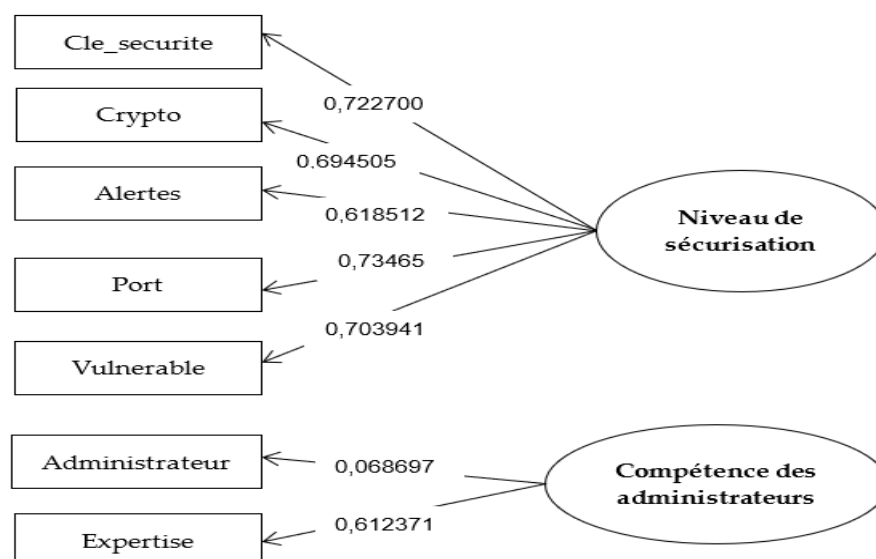 Cle_securite
0,722700
Crypto
0,694505
Alertes
0,618512
Niveau de
sécurisation
Port
0,73465
0,703941
Vulnerable
Administrateur
0,068697
Compétence des
administrateurs
Expertise
0,612371